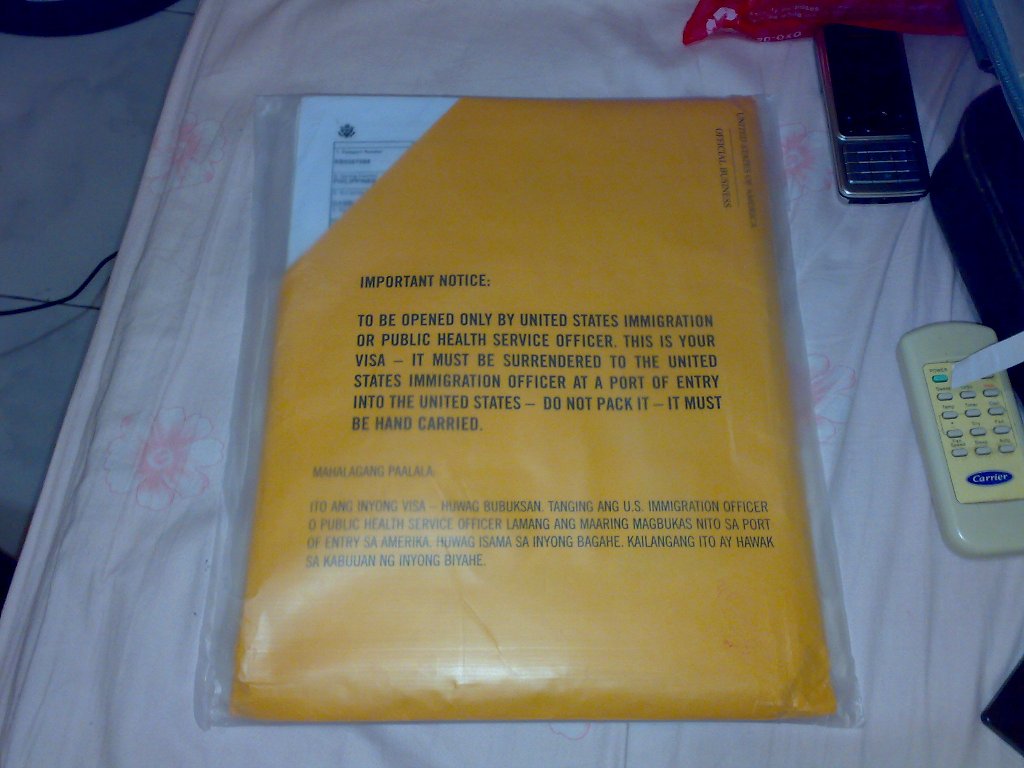 UNITED STATES OF AMERICA
OFFICIAL BUSINESS
IMPORTANT NOTICE:
TO BE OPENED ONLY BY UNITED STATES IMMIGRATION
OR PUBLIC HEALTH SERVICE OFFICER. THIS IS YOUR
VISA – IT MUST BE SURRENDERED TO THE UNITED
STATES IMMIGRATION OFFICER AT A PORT OF ENTRY
INTO THE UNITED STATES – DO NOT PACK IT – IT MUST
BE HAND CARRIED.
MAHALAGANG PAALALA:
ITO ANG INYONG VISA – HUWAG BUBUKSAN. TANGING ANG U.S. IMMIGRATION OFFICER
O PUBLIC HEALTH SERVICE OFFICER LAMANG ANG MAARING MAGBUKAS NITO SA PORT
OF ENTRY SA AMERIKA. HUWAG ISAMA SA INYONG BAGAHE. KAILANGANG ITO AY HAWAK
SA KABUUAN NG INYONG BIYAHE.
POWER
Carrier